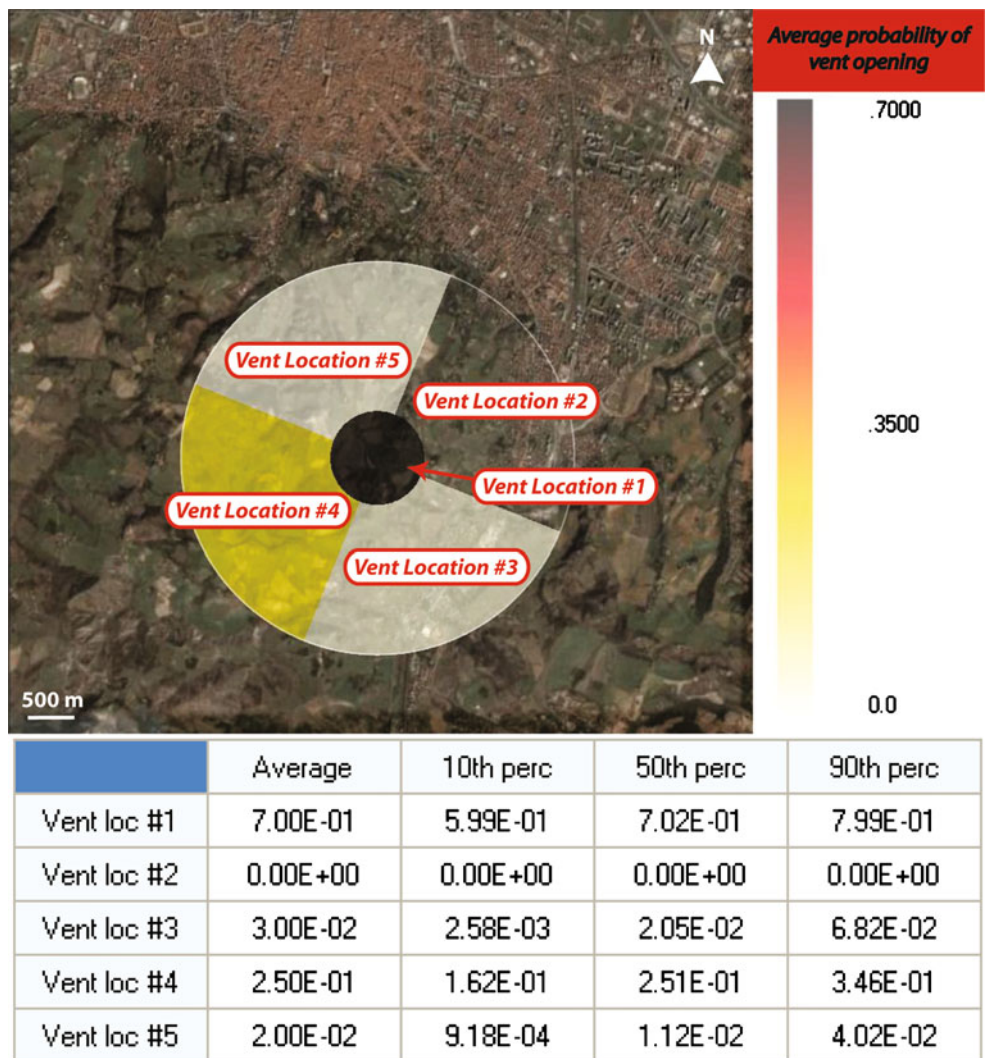 N
Average probability of
vent opening
.7000
.3500
0.0
Vent Location #5
Vent Location #2
Vent Location #1
Vent Location #4
Vent Location #3
500 m
Average 10th perc 50th perc 90th perc
Vent loc #1 7.00E-01 5.99E-01 7.02E-01 7.99E-01
Vent loc #2 0.00E+00 0.00E+00 0.00E+00 0.00E+00
Vent loc #3 3.00E-02 2.58E-03 2.05E-02 6.82E-02
Vent loc #4 2.50E-01 1.62E-01 2.51E-01 3.46E-01
Vent loc #5 2.00E-02 9.18E-04 1.12E-02 4.02E-02